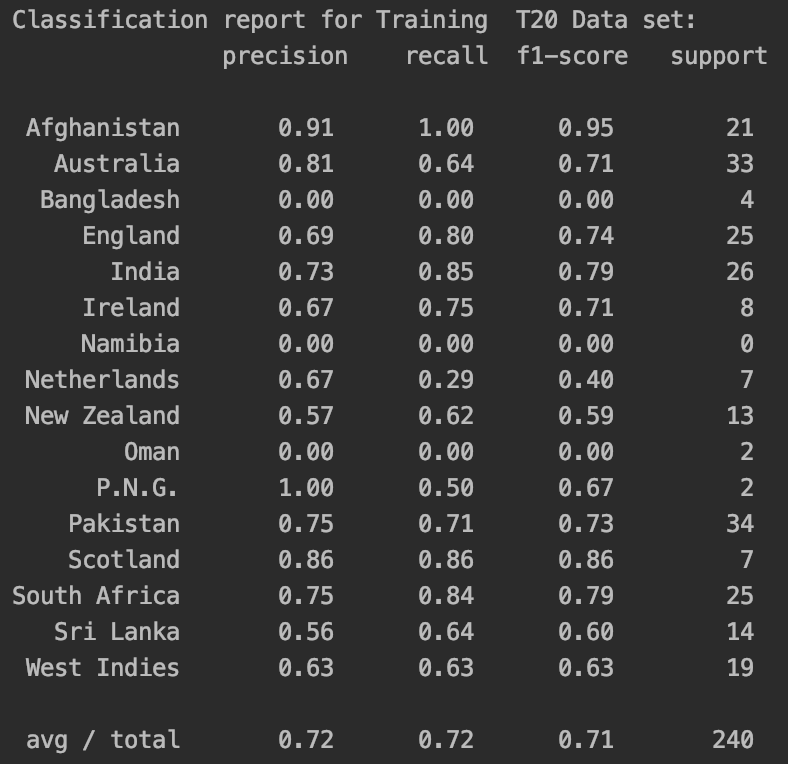 Classification report for Training  T20 Data set:
precision recall f1-score support
Afghanistan 0.91 1.00 0.95 21
Australia 0.81 0.64 0.71 33
Bangladesh 0.00 0.00 0.00 4
England 0.69 0.80 0.74 25
India 0.73 0.85 0.79 26
Ireland 0.67 0.75 0.71 8
Namibia 0.00 0.00 0.00 0
Netherlands 0.67 0.29 0.40 7
New Zealand 0.57 0.62 0.59 13
Oman 0.00 0.00 0.00 2
P.N.G. 1.00 0.50 0.67 2
Pakistan 0.75 0.71 0.73 34
Scotland 0.86 0.86 0.86 7
South Africa 0.75 0.84 0.79 25
Sri Lanka 0.56 0.64 0.60 14
West Indies 0.63 0.63 0.63 19
avg / total 0.72 0.72 0.71 240